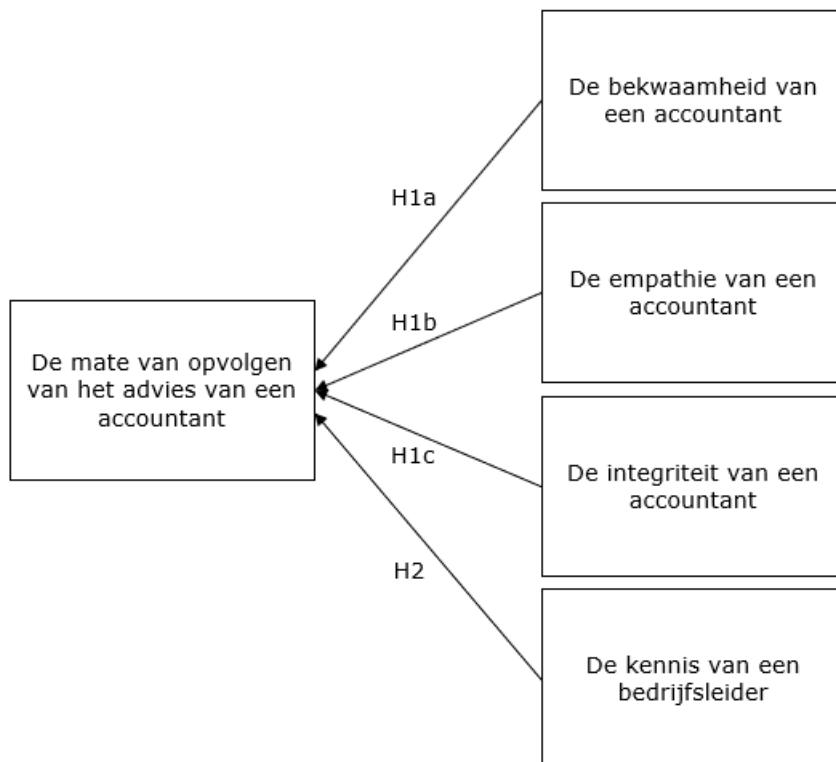 De bekwaamheid van
een accountant
H1a
De empathie van een
accountant
H1b
De mate van opvolgen
van het advies van een
accountant
H1c
De integriteit van een
accountant
H2
De kennis van een
bedrijfsleider